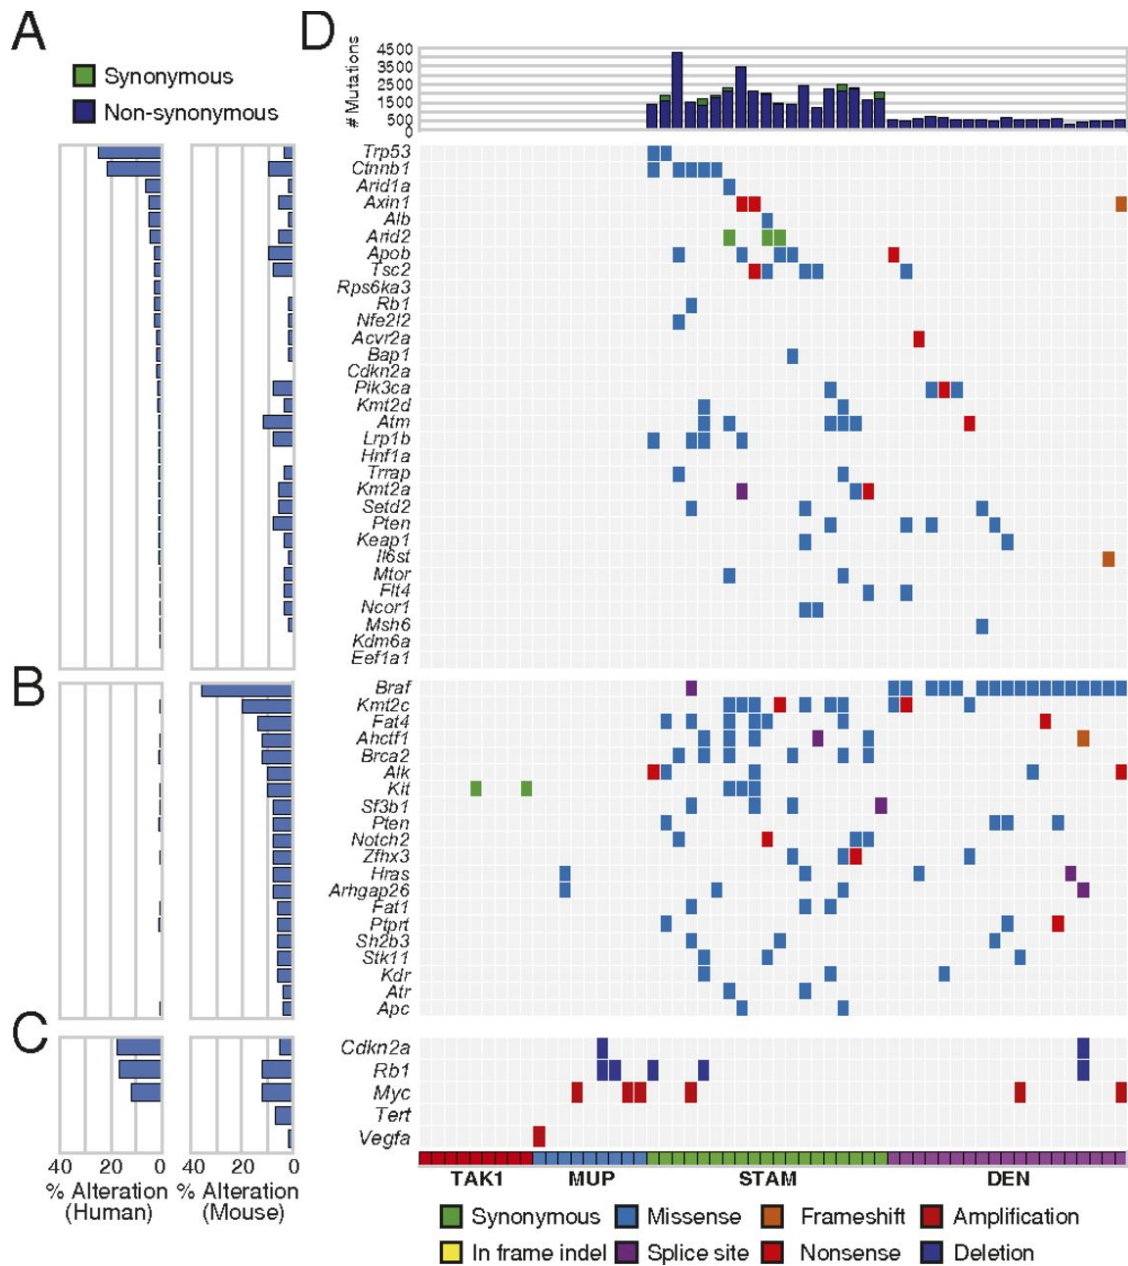 A
D
Synonymous
Non-synonymous
# Mutations
4500
3500
2500
1500
500
0
Trp53
Ctnnb1
Arid1a
Axin1
Alb
Arid2
Apob
Tsc2
Rps6ka3
Rb1
Nfe2l2
Acvr2a
Bap1
Cdkn2a
Pik3ca
Kmt2d
Atm
Lrp1b
Hnf1a
Trrap
Kmt2a
Setd2
Pten
Keap1
Il6st
Mtor
Flt4
Ncor1
Msh6
Kdm6a
Eef1a1
B
Braf
Kmt2c
Fat4
Ahctf1
Brca2
Alk
Kit
Sf3b1
Pten
Notch2
Zfhx3
Hras
Arhgap26
Fat1
Ptprt
Sh2b3
Stk11
Kdr
Atr
Apc
C
Cdkn2a
Rb1
Myc
Tert
Vegfa
40 20 0 40 20 0
% Alteration (Human)
% Alteration (Mouse)
TAK1 MUP STAM DEN
Synonymous Missense Frameshift Amplification
In frame indel Splice site Nonsense Deletion